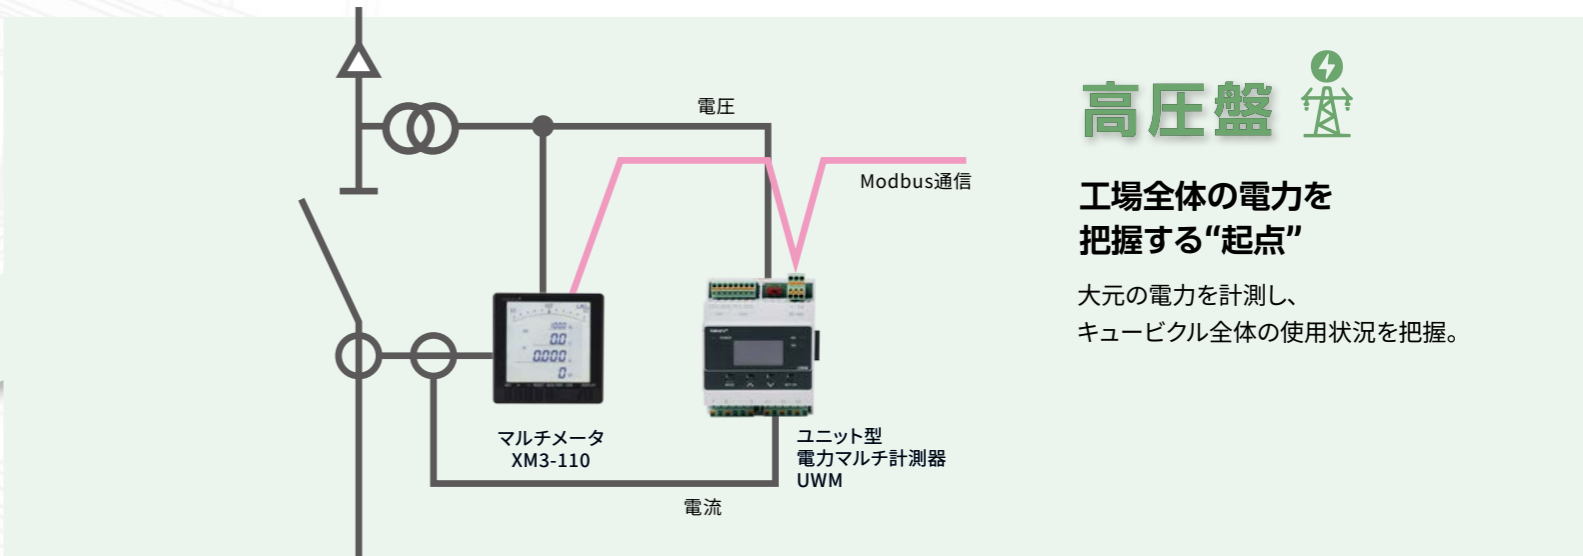 電圧
Modbus通信
マルチメータ
XM3-110
ユニット型
電力マルチ計測器
UWM
電流
高圧盤
工場全体の電力を
把握する“起点”
大元の電力を計測し、
キュービクル全体の使用状況を把握。